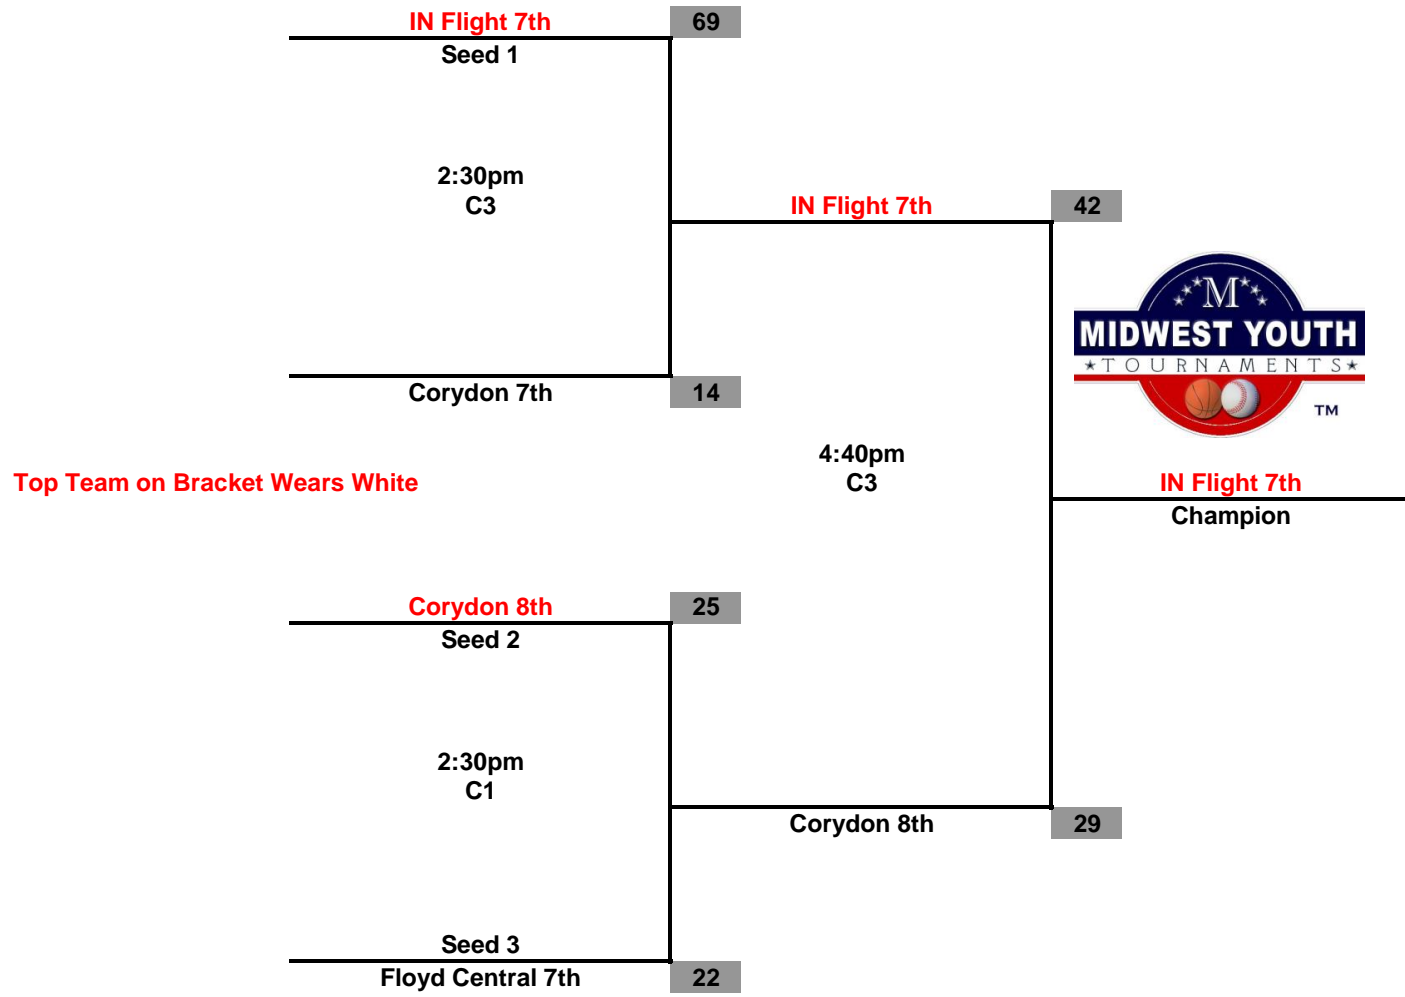 IN Flight 7th
69
Seed 1
2:30pm
C3
IN Flight 7th
42
M
MIDWEST YOUTH
★TOURNAMENTS★
TM
Corydon 7th
14
4:40pm
Top Team on Bracket Wears White
C3
IN Flight 7th
Champion
Corydon 8th
25
Seed 2
2:30pm
C1
Corydon 8th
29
Seed 3
Floyd Central 7th
22